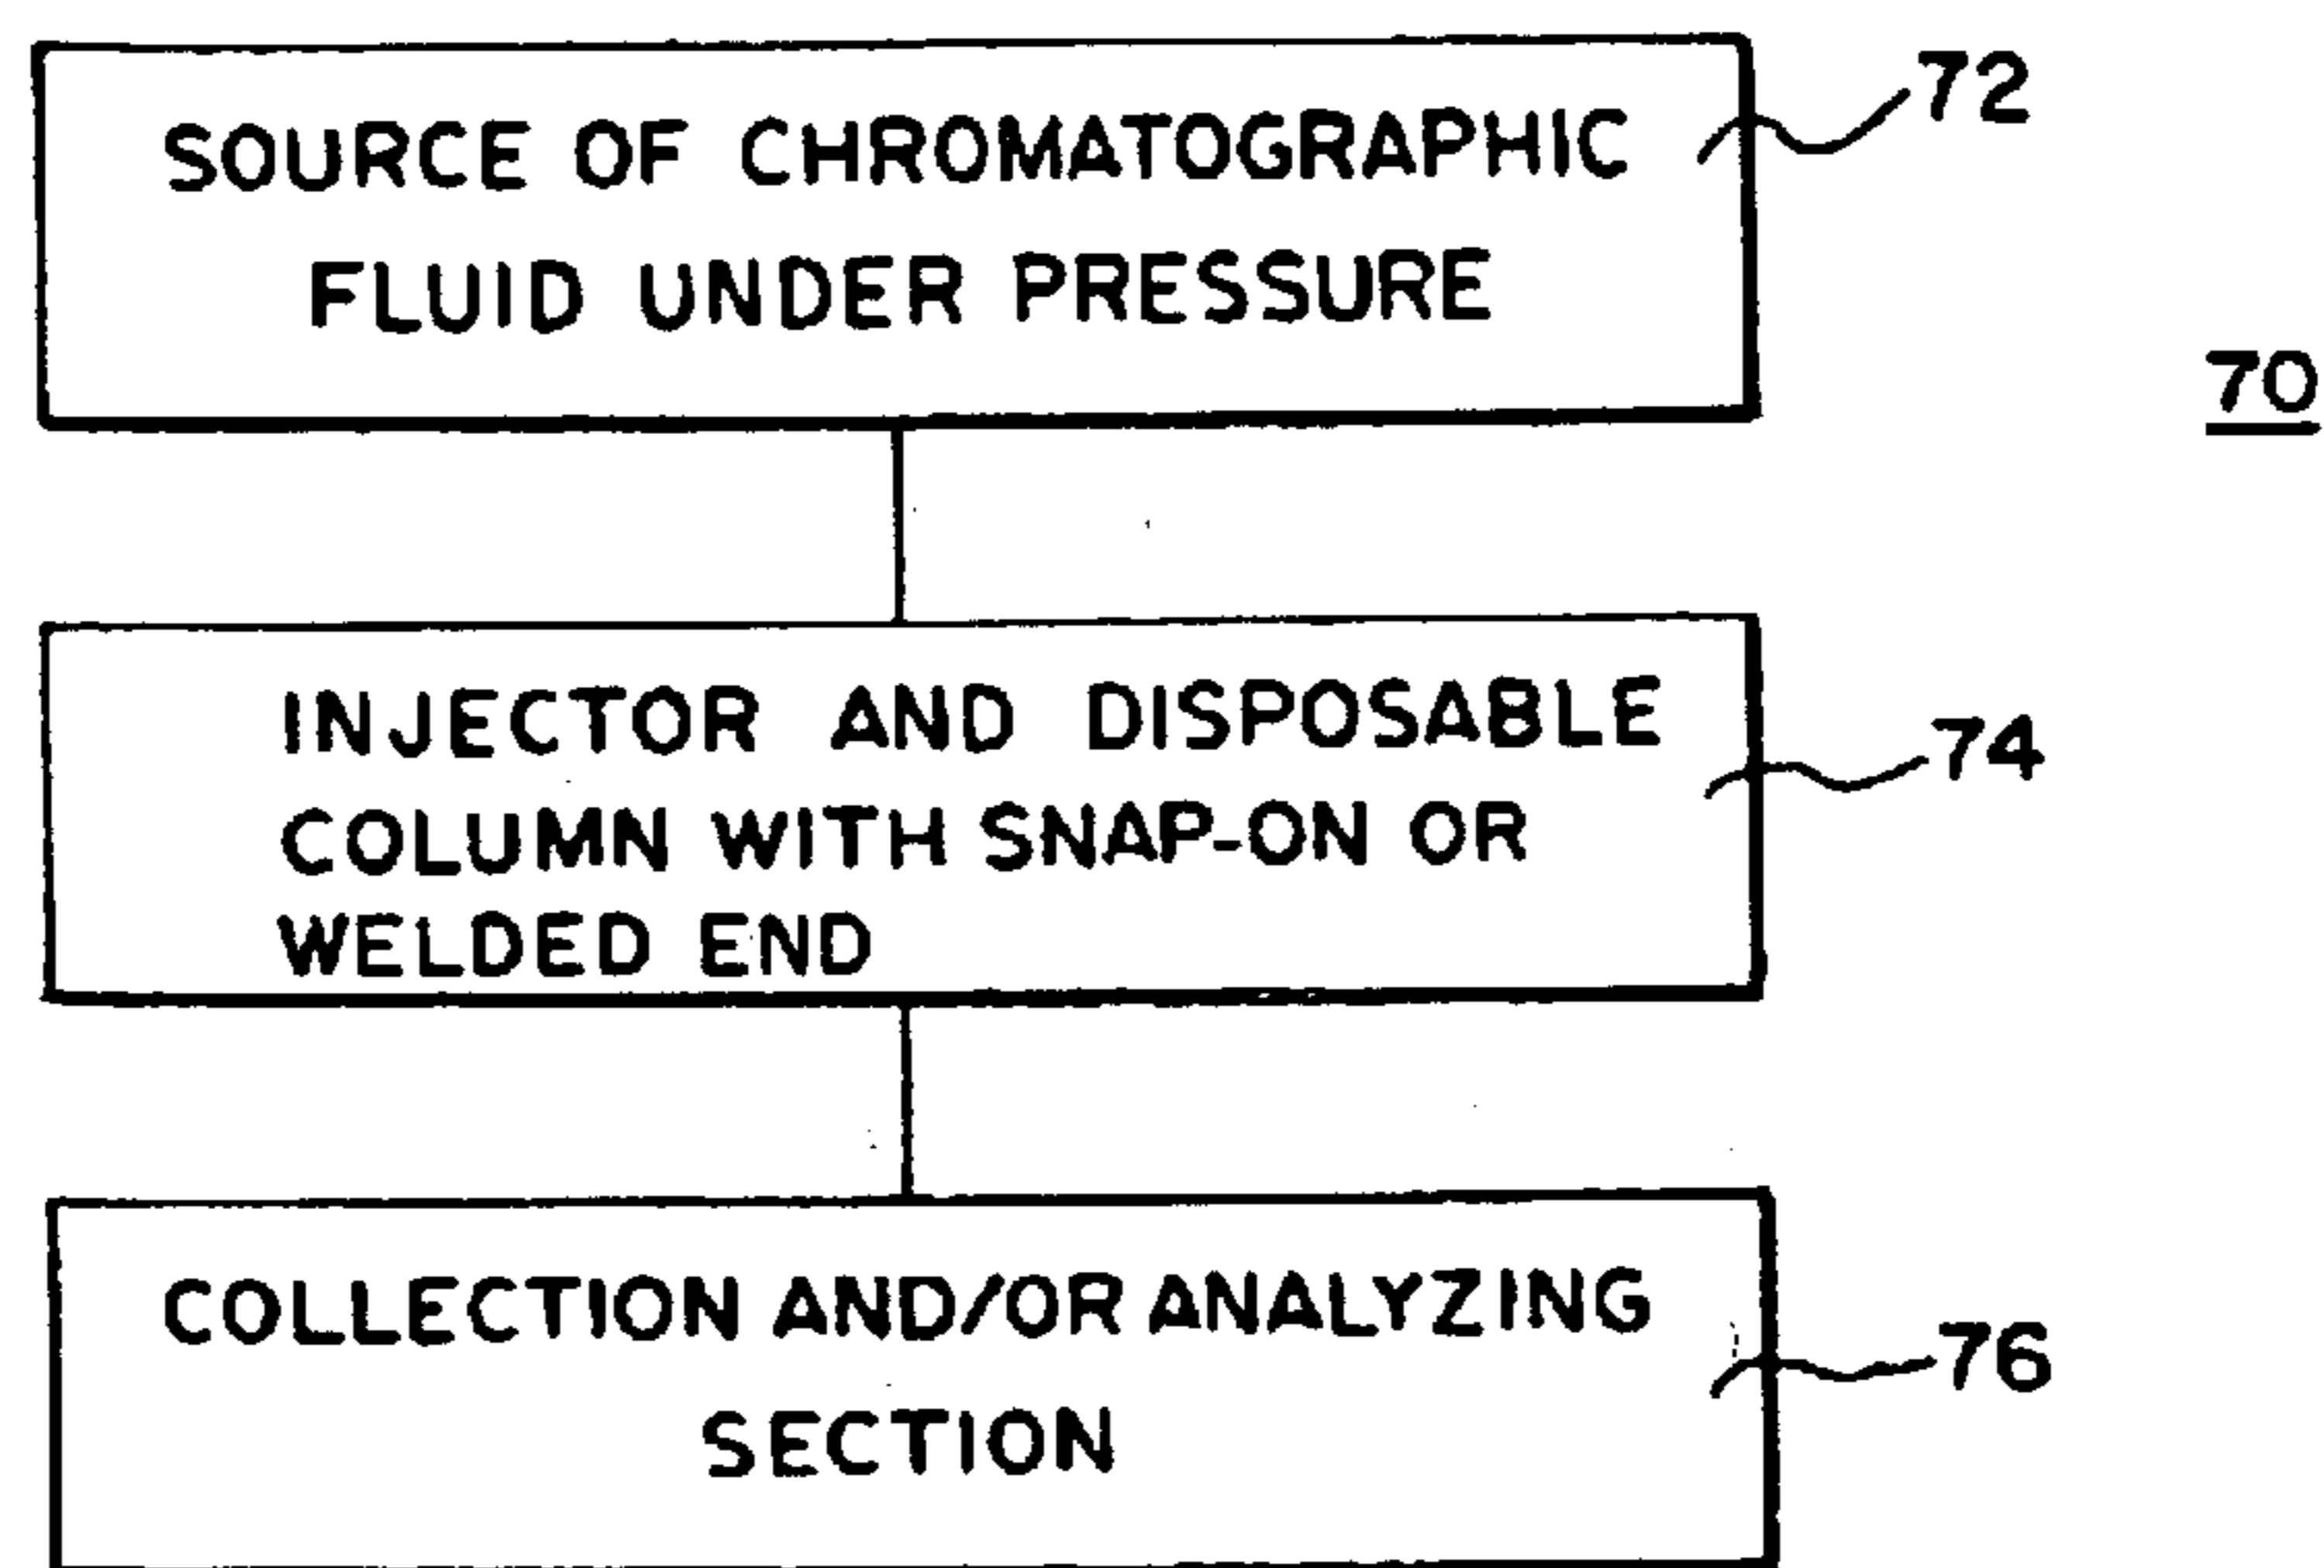 SOURCE OF CHROMATOGRAPHIC
FLUID UNDER PRESSURE
72
70
INJECTOR AND DISPOSABLE
COLUMN WITH SNAP-ON OR
WELDED END
74
COLLECTION AND/OR ANALYZING
SECTION
76